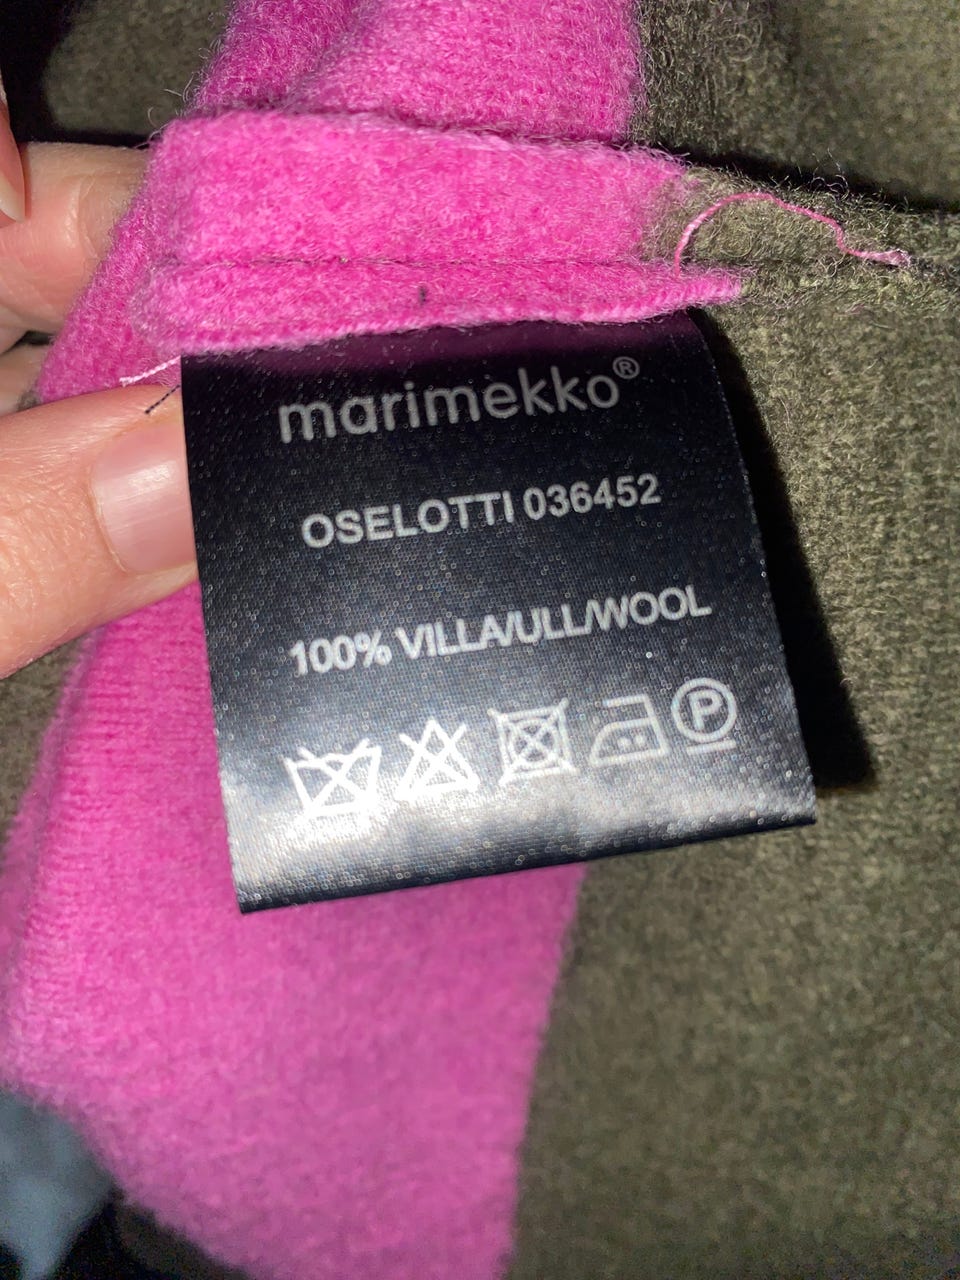 marimekko®
OSELOTTI 036452
100% VILLA/ULL/WOOL
P